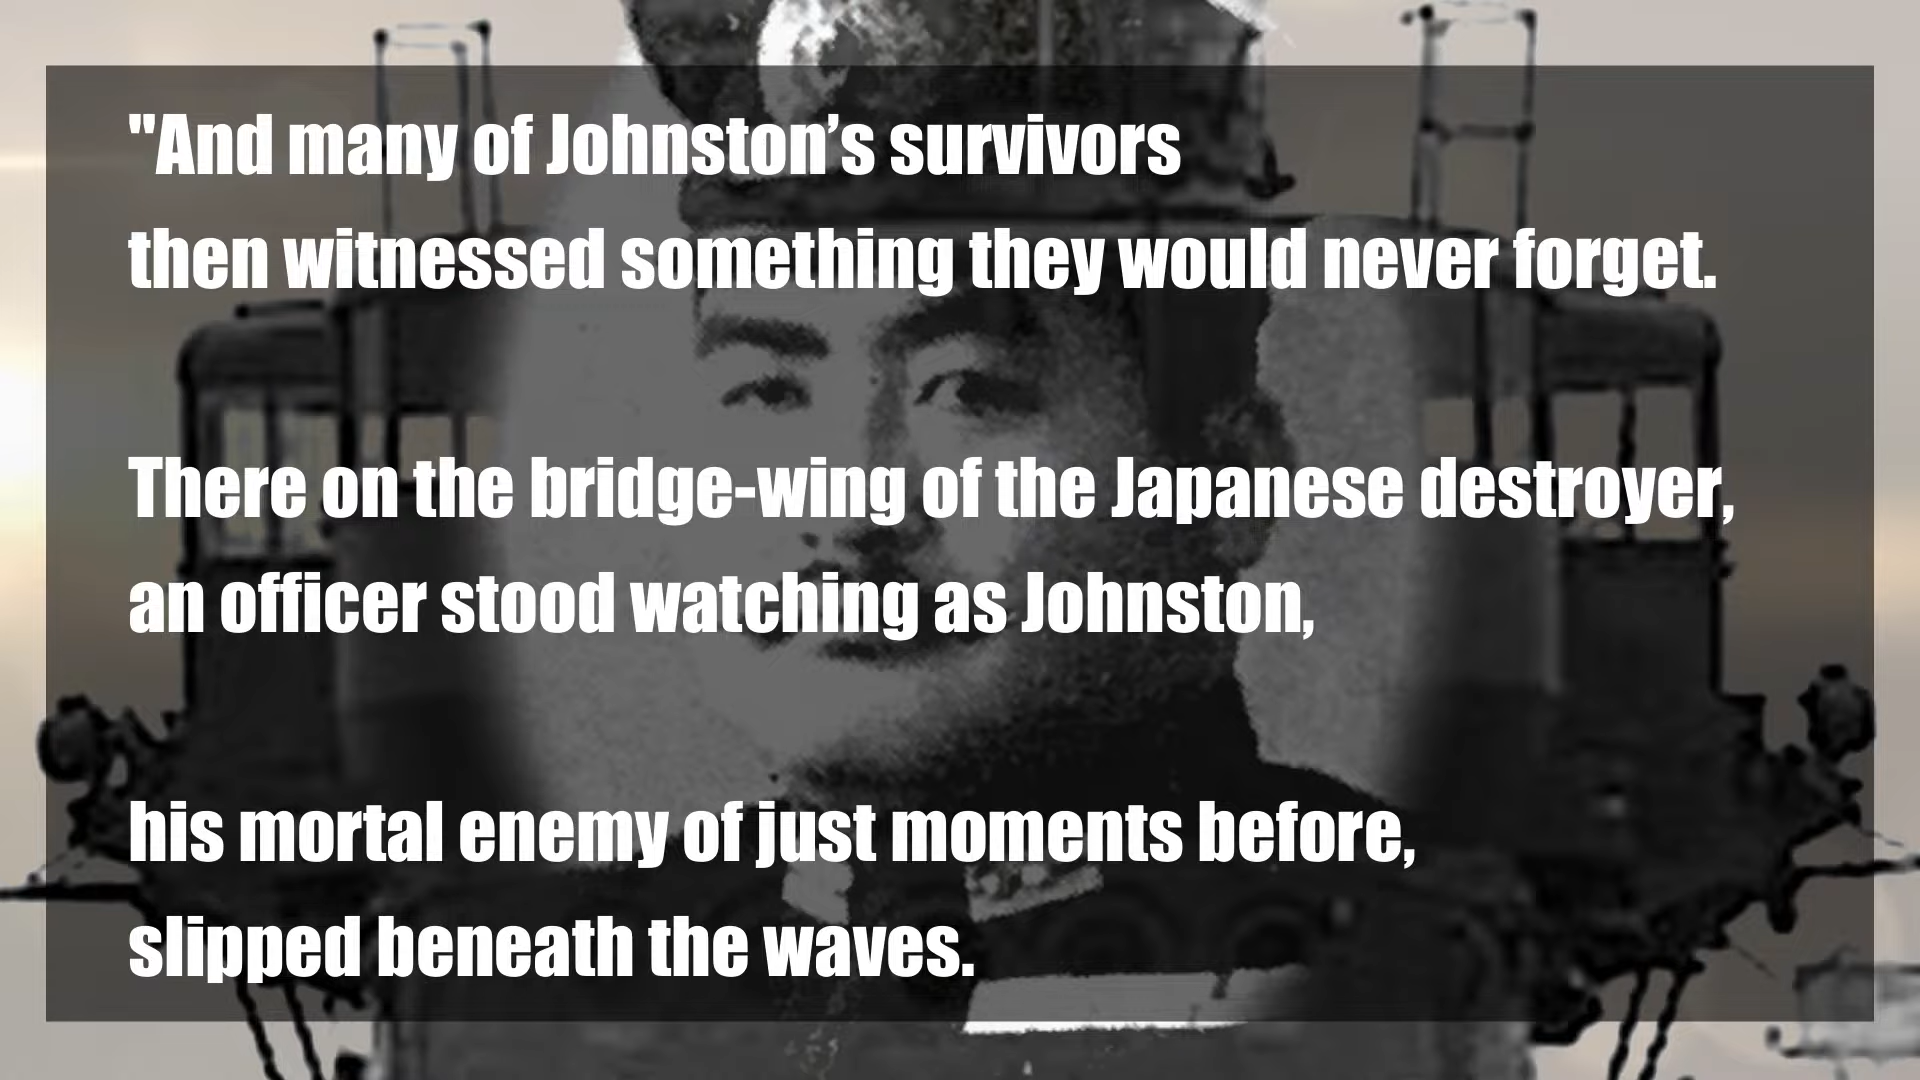 "And many of Johnston’s survivors
then witnessed something they would never forget.
There on the bridge-wing of the Japanese destroyer,
an officer stood watching as Johnston,
his mortal enemy of just moments before,
slipped beneath the waves.